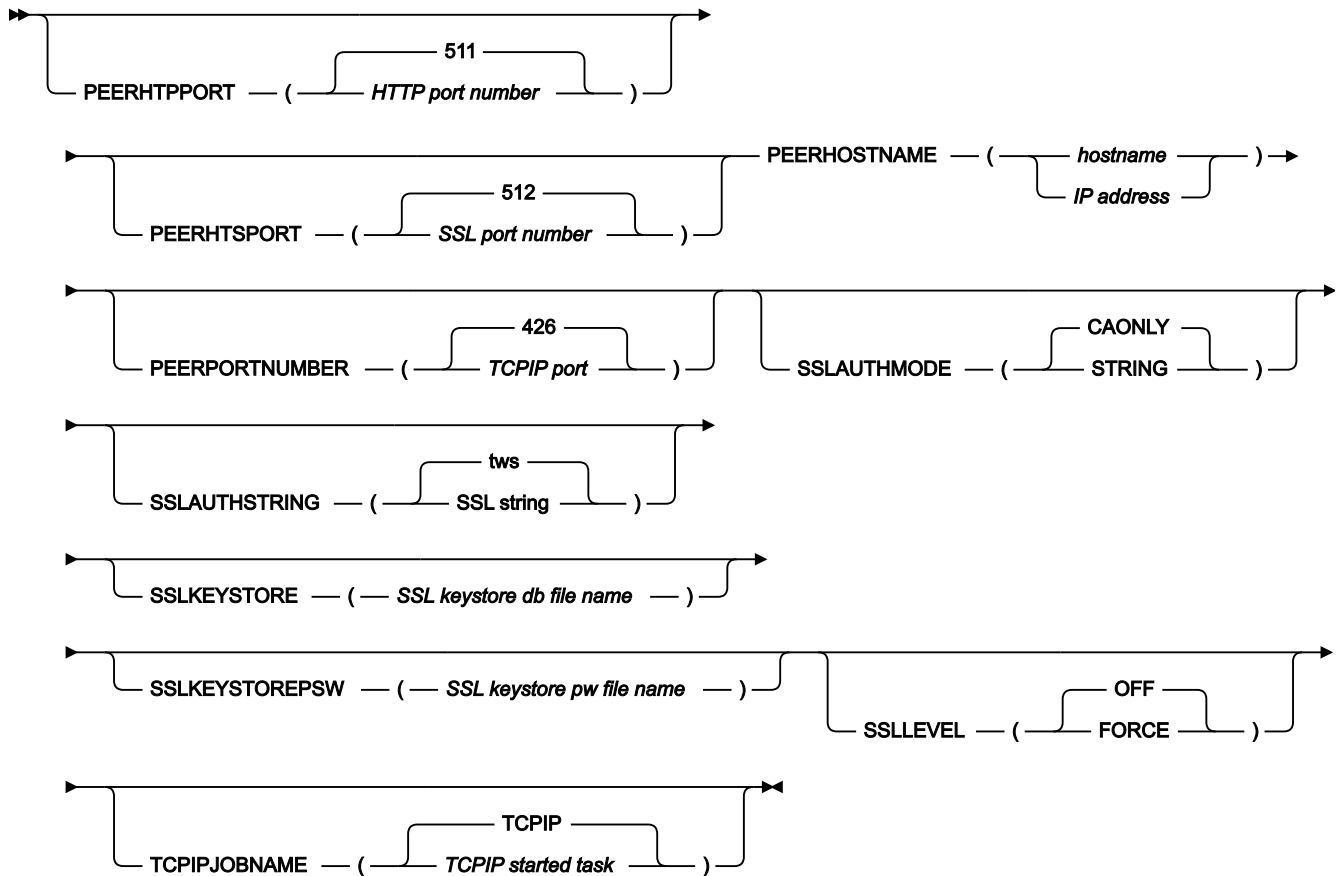 511
PEERHTPPORT ( HTTP port number )
512
PEERHTSPORT ( SSL port number )
PEERHOSTNAME ( hostname )
IP address
426
PEERPORTNUMBER ( TCPIP port )
CAONLY
SSLAUTHMODE ( STRING )
tws
SSLAUTHSTRING ( SSL string )
SSLKEYSTORE ( SSL keystore db file name )
SSLKEYSTOREPSW ( SSL keystore pw file name )
OFF
SSLLEVEL ( FORCE )
TCPIP
TCPIPJOBNAME ( TCPIP started task )